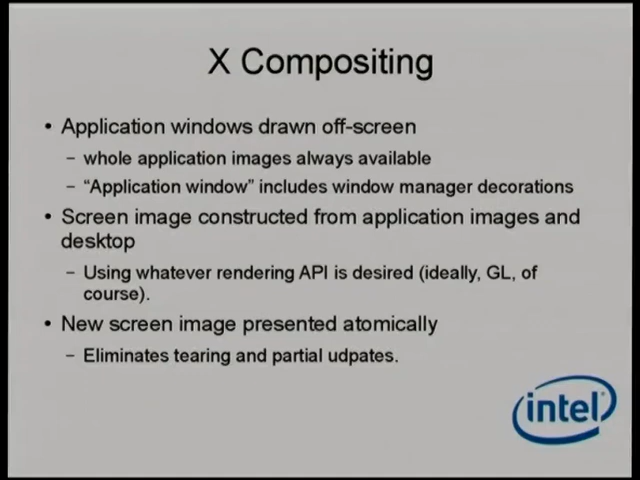 X Compositing
• Application windows drawn off-screen
– whole application images always available
– “Application window” includes window manager decorations
• Screen image constructed from application images and
desktop
– Using whatever rendering API is desired (ideally, GL, of
course).
• New screen image presented atomically
– Eliminates tearing and partial udpates.
intel